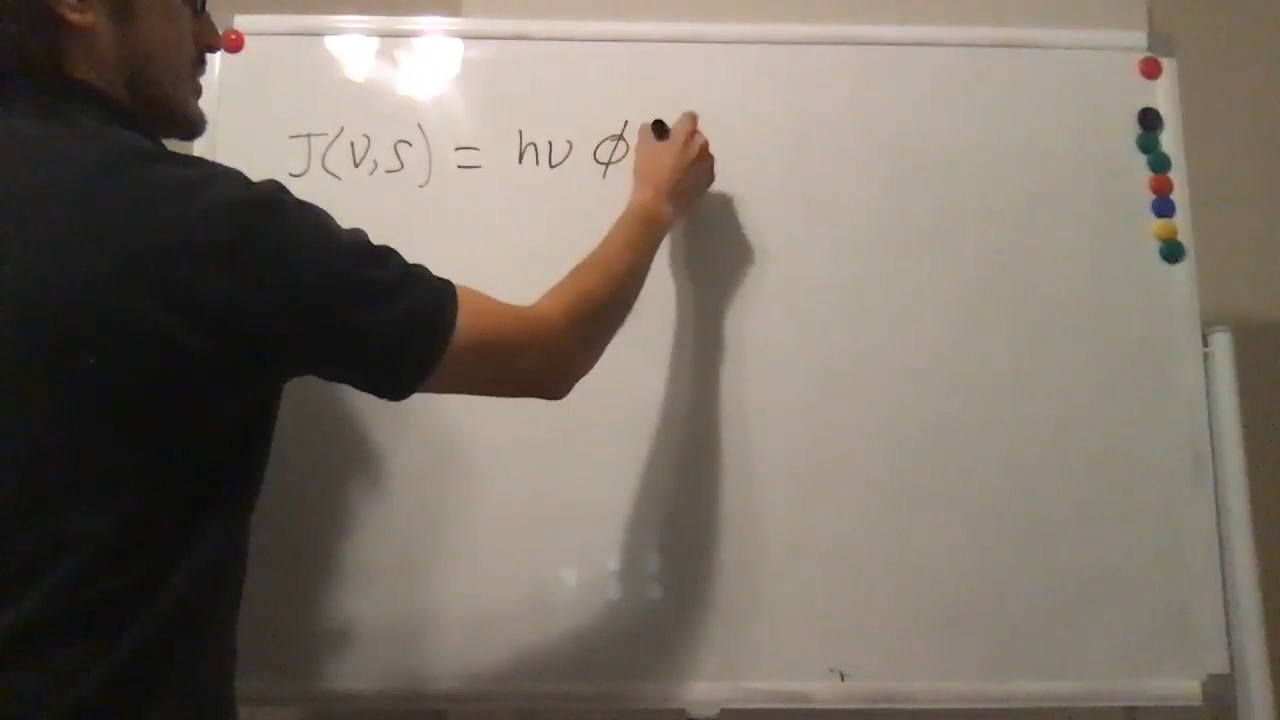 J(ν,s) = hν ϕ